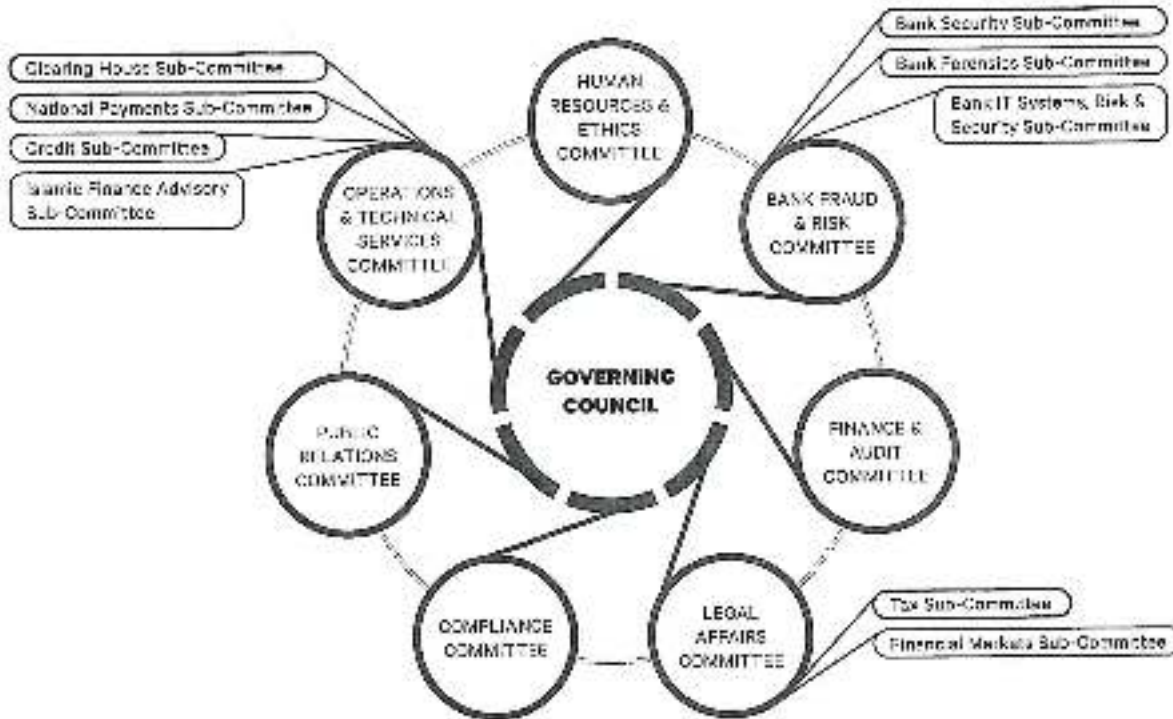 Clearing House Sub-Committee
National Payments Sub-Committee
Credit Sub-Committee
Islamic Finance Advisory
Sub-Committee
OPERATIONS
& TECHNICAL
SERVICES
COMMITTEE
HUMAN
RESOURCES &
ETHICS
COMMITTEE
Bank Security Sub-Committee
Bank Forensics Sub-Committee
Bank IT Systems, Risk &
Security Sub-Committee
BANK FRAUD
& RISK
COMMITTEE
GOVERNING
COUNCIL
PUBLIC
RELATIONS
COMMITTEE
FINANCE &
AUDIT
COMMITTEE
COMPLIANCE
COMMITTEE
LEGAL
AFFAIRS
COMMITTEE
Tax Sub-Committee
Financial Markets Sub-Committee